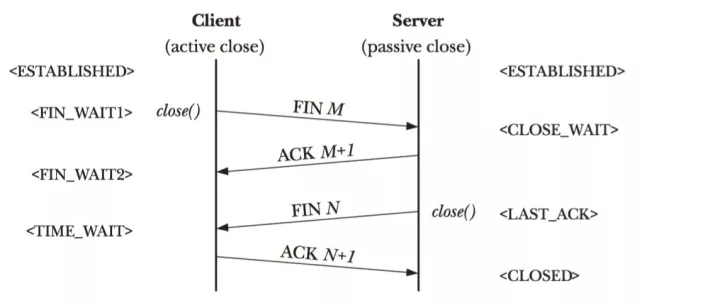 Client Server
(active close) (passive close)
<ESTABLISHED> <ESTABLISHED>
<FIN_WAIT1> close() FIN M
<CLOSE_WAIT>
ACK M+1
<FIN_WAIT2>
FIN N close() <LAST_ACK>
<TIME_WAIT>
ACK N+1
<CLOSED>